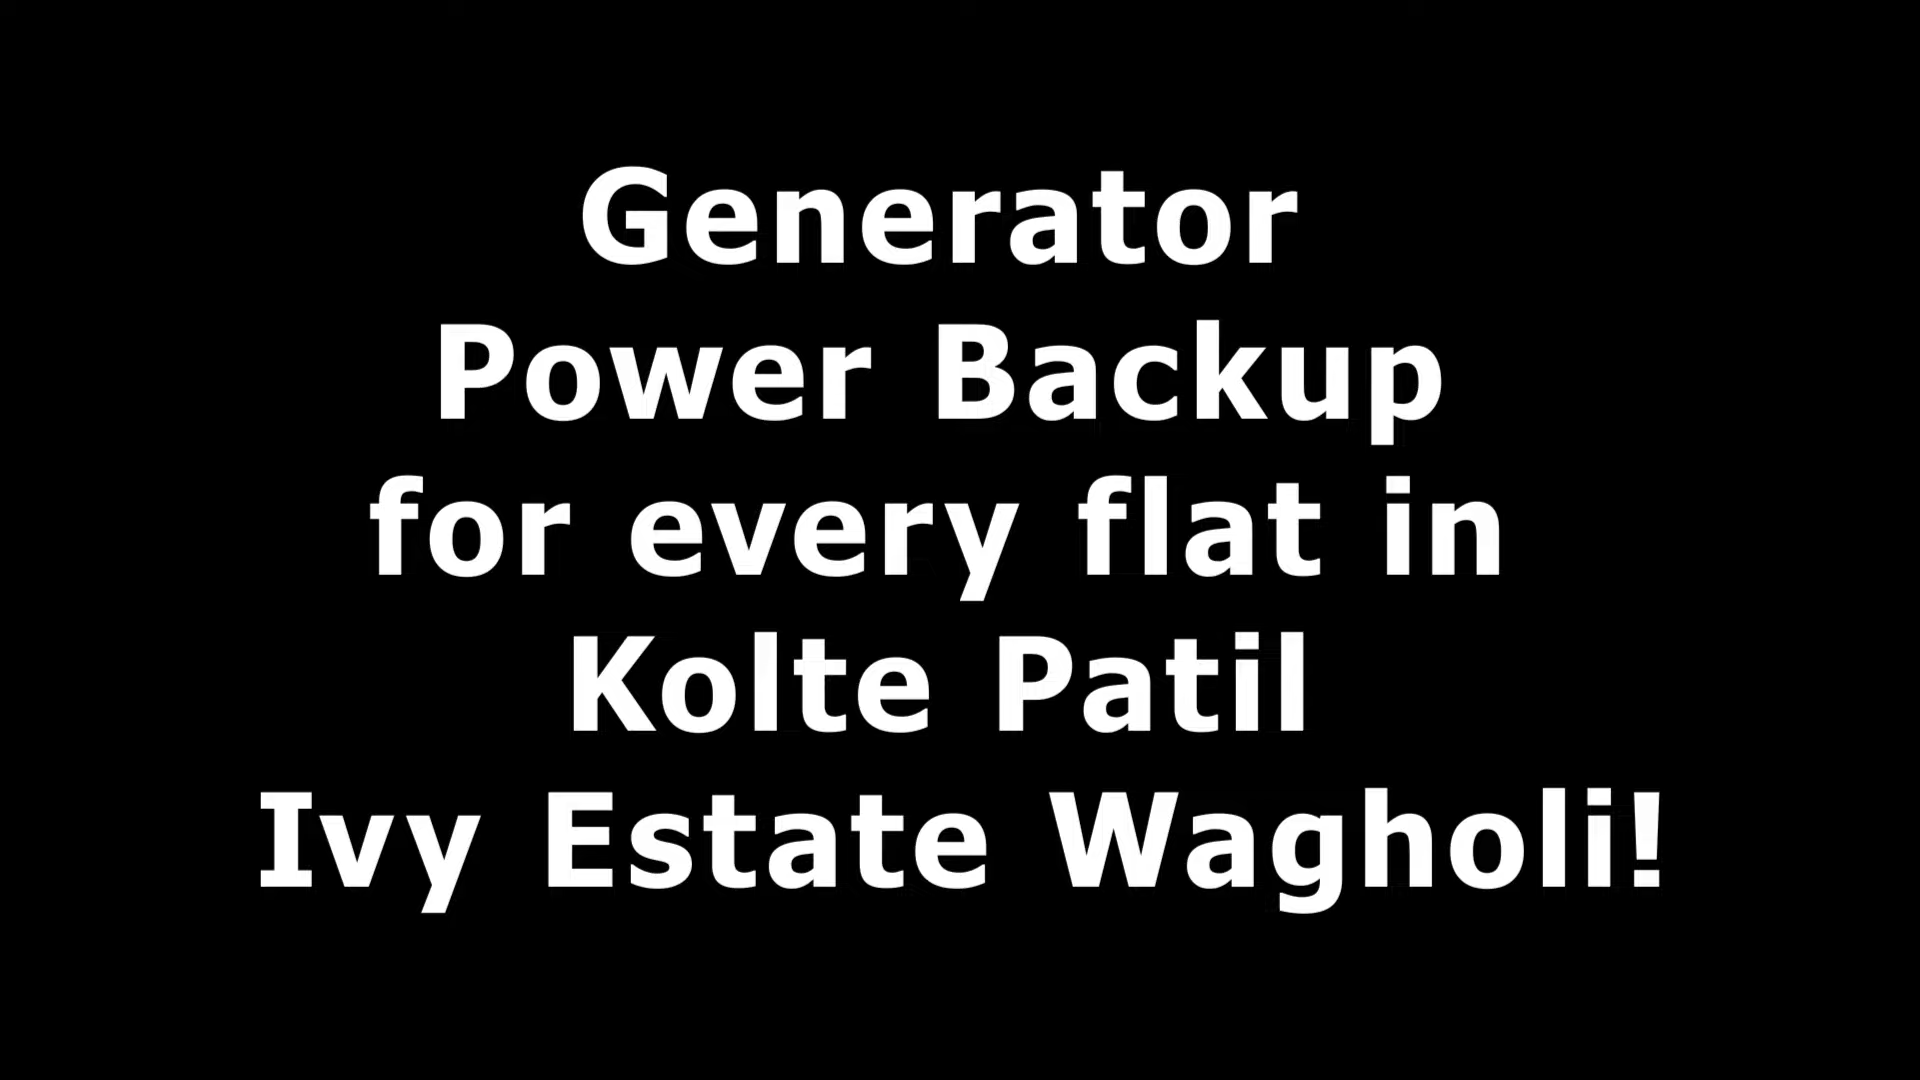 Generator
Power Backup
for every flat in
Kolte Patil
Ivy Estate Wagholi!